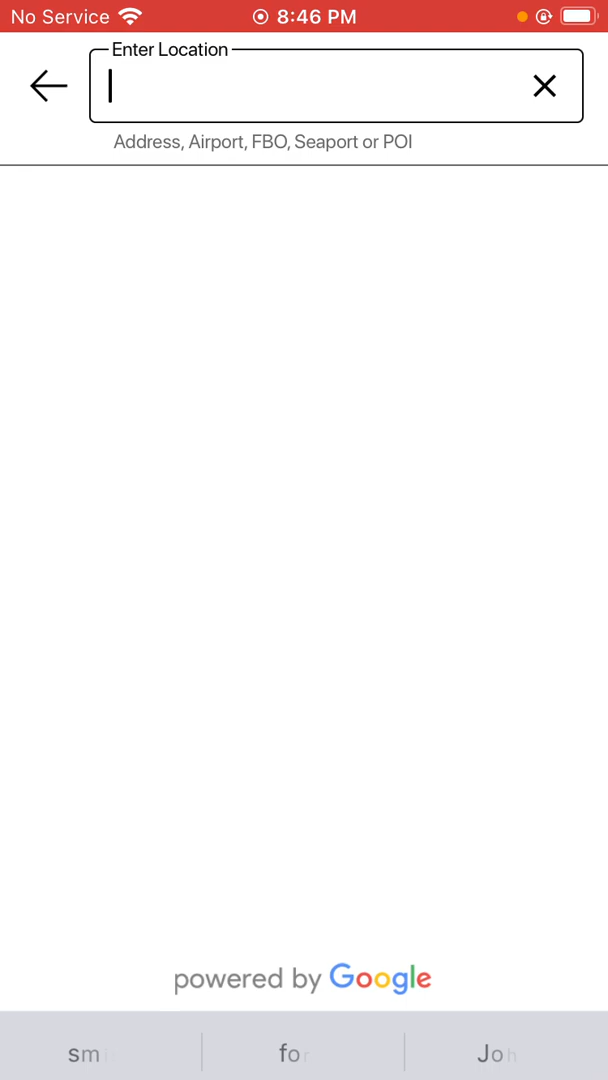 No Service 8:46 PM
Enter Location
Address, Airport, FBO, Seaport or POI
powered by Google